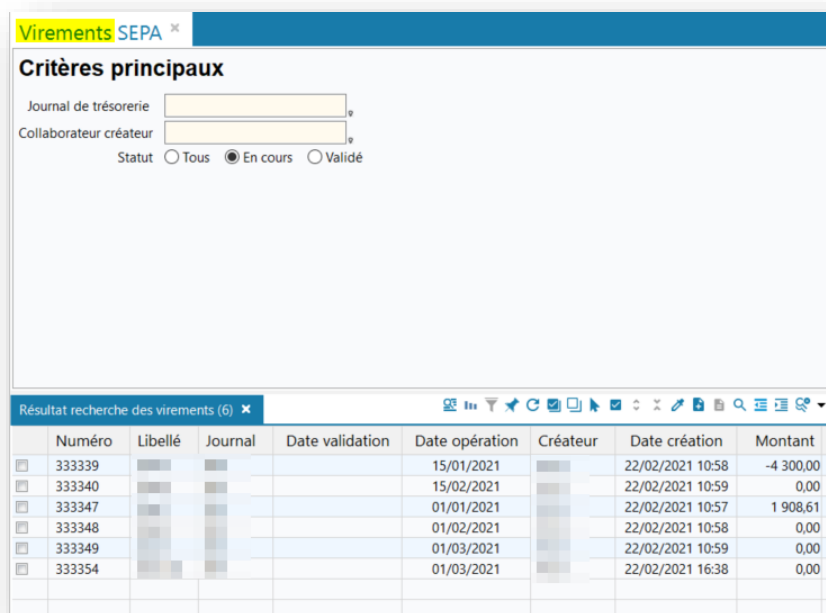 Virements SEPA
Critères principaux
Journal de trésorerie
Collaborateur créateur
Statut Tous En cours Validé
Résultat recherche des virements (6)
Numéro Libellé Journal Date validation Date opération Créateur Date création Montant
333339 15/01/2021 22/02/2021 10:58 -4 300,00
333340 15/02/2021 22/02/2021 10:59 0,00
333347 01/01/2021 22/02/2021 10:57 1 908,61
333348 01/02/2021 22/02/2021 10:58 0,00
333349 01/03/2021 22/02/2021 10:59 0,00
333354 01/03/2021 22/02/2021 16:38 0,00